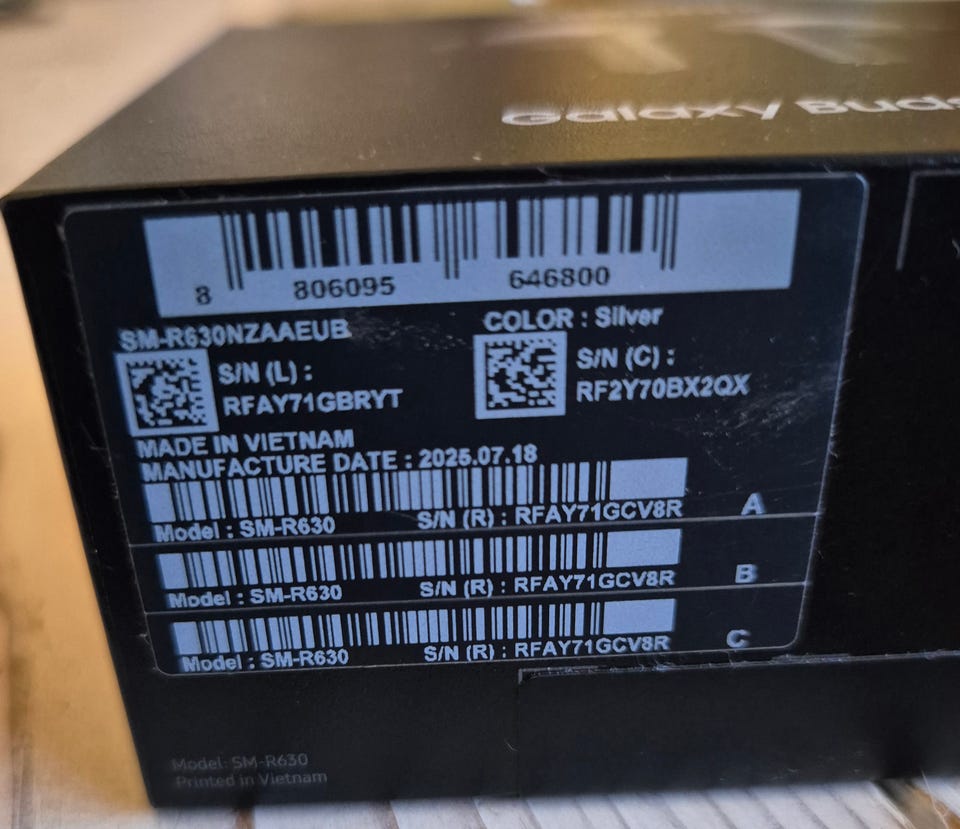 Galaxy Buds
8 806095 646800
SM-R630NZAAEUB COLOR : Silver
S/N (L) : S/N (C) :
RFAY71GBRYT RF2Y70BX2QX
MADE IN VIETNAM
MANUFACTURE DATE : 2025.07.18
Model : SM-R630 S/N (R) : RFAY71GCV8R A
Model : SM-R630 S/N (R) : RFAY71GCV8R B
Model : SM-R630 S/N (R) : RFAY71GCV8R C
Model: SM-R630
Printed in Vietnam